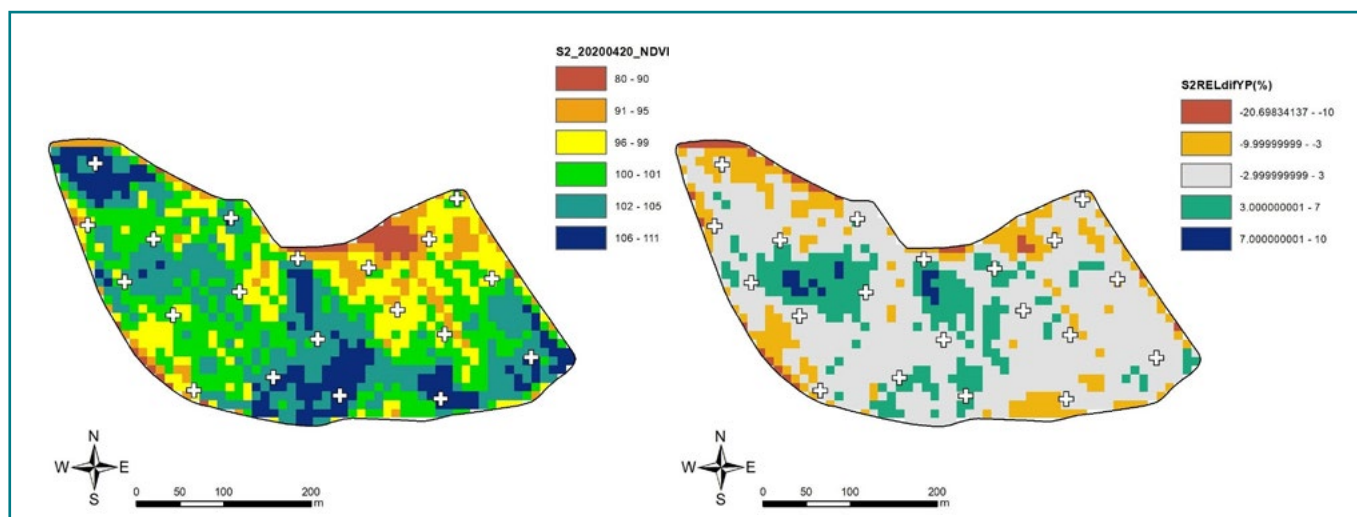 S2_20200420_NDVI
80 - 90
91 - 95
96 - 99
100 - 101
102 - 105
106 - 111
N
W E
S
0 50 100 200
m
S2RELdifYP(%)
-20.69834137 - -10
-9.99999999 - -3
-2.999999999 - 3
3.000000001 - 7
7.000000001 - 10
N
W E
S
0 50 100 200
m